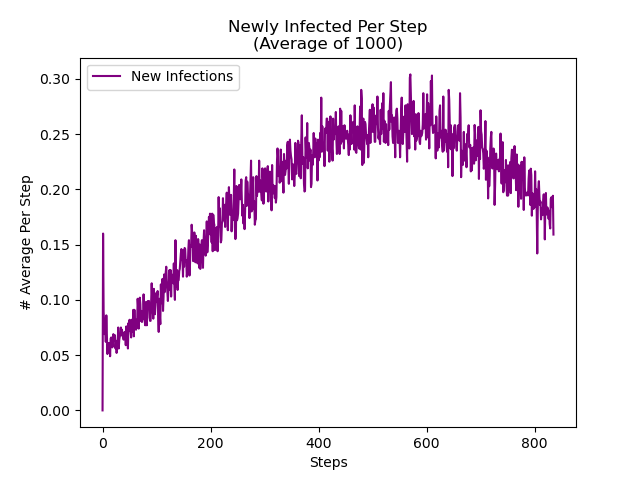 Newly Infected Per Step
(Average of 1000)
New Infections
# Average Per Step
0.30
0.25
0.20
0.15
0.10
0.05
0.00
0 200 400 600 800
Steps